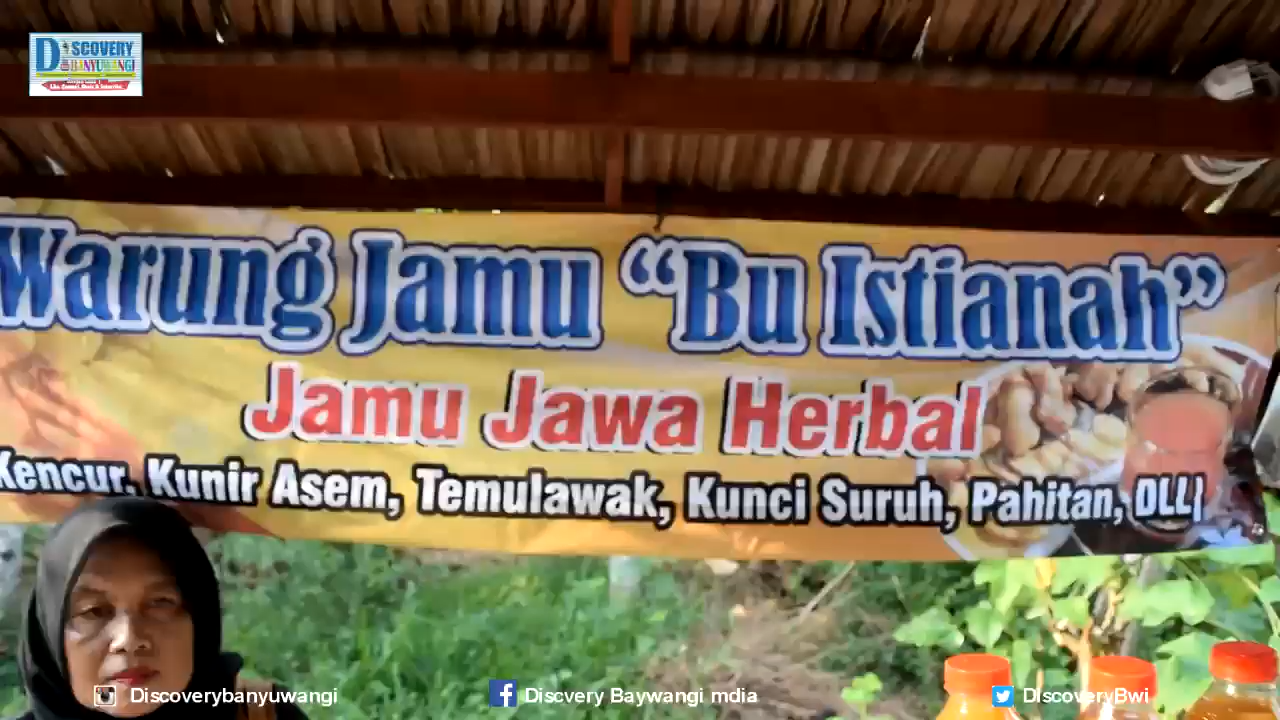 DISCOVERY
BANYUWANGI
Warung Jamu “Bu Istianah”
Jamu Jawa Herbal
Kencur, Kunir Asem, Temulawak, Kunci Suruh, Pahitan, DLL
Discoverybanyuwangi
Discvery Baywangi mdia
DIscoveryBwi